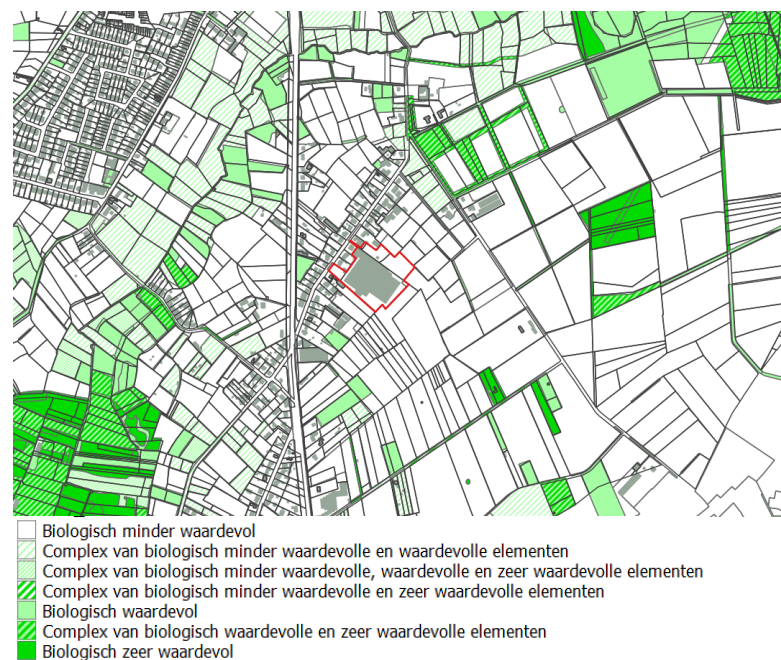 Biologisch minder waardevol
Complex van biologisch minder waardevolle en waardevolle elementen
Complex van biologisch minder waardevolle, waardevolle en zeer waardevolle elementen
Complex van biologisch minder waardevolle en zeer waardevolle elementen
Biologisch waardevol
Complex van biologisch waardevolle en zeer waardevolle elementen
Biologisch zeer waardevol